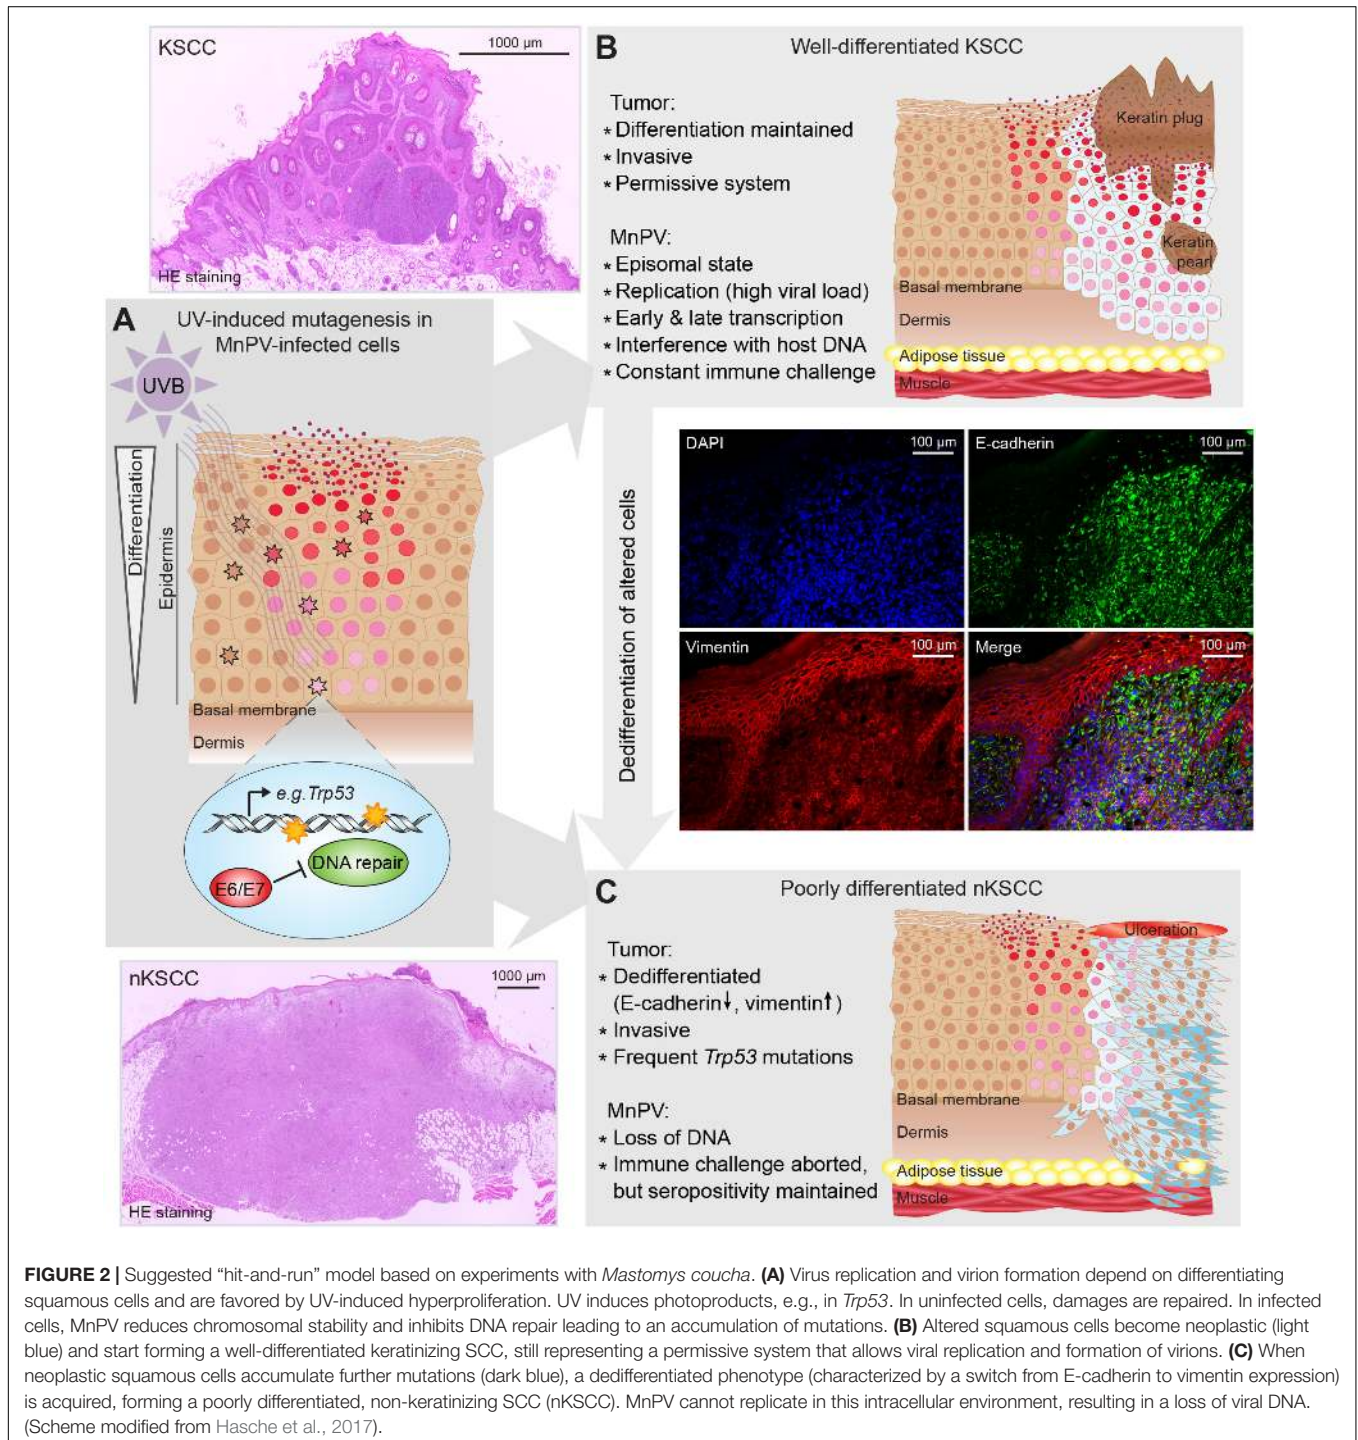 KSCC
1000 µm
HE staining
A
UV-induced mutagenesis in
MnPV-infected cells
UVB
Differentiation
Epidermis
Basal membrane
Dermis
e.g.Trp53
DNA repair
E6/E7
nKSCC
1000 µm
HE staining
B
Well-differentiated KSCC
Tumor:
* Differentiation maintained
* Invasive
* Permissive system
MnPV:
* Episomal state
* Replication (high viral load)
* Early & late transcription
* Interference with host DNA
* Constant immune challenge
Keratin plug
Keratin
pearl
Basal membrane
Dermis
Adipose tissue
Muscle
Dedifferentiation of altered cells
DAPI
100 µm
E-cadherin
100 µm
Vimentin
100 µm
Merge
100 µm
C
Poorly differentiated nKSCC
Tumor:
* Dedifferentiated
(E-cadherin⬇, vimentin⬆)
* Invasive
* Frequent Trp53 mutations
MnPV:
* Loss of DNA
* Immune challenge aborted,
but seropositivity maintained
Ulceration
Basal membrane
Dermis
Adipose tissue
Muscle
FIGURE 2 | Suggested “hit-and-run” model based on experiments with Mastomys coucha. (A) Virus replication and virion formation depend on differentiating
squamous cells and are favored by UV-induced hyperproliferation. UV induces photoproducts, e.g., in Trp53. In uninfected cells, damages are repaired. In infected
cells, MnPV reduces chromosomal stability and inhibits DNA repair leading to an accumulation of mutations. (B) Altered squamous cells become neoplastic (light
blue) and start forming a well-differentiated keratinizing SCC, still representing a permissive system that allows viral replication and formation of virions. (C) When
neoplastic squamous cells accumulate further mutations (dark blue), a dedifferentiated phenotype (characterized by a switch from E-cadherin to vimentin expression)
is acquired, forming a poorly differentiated, non-keratinizing SCC (nKSCC). MnPV cannot replicate in this intracellular environment, resulting in a loss of viral DNA.
(Scheme modified from Hasche et al., 2017).